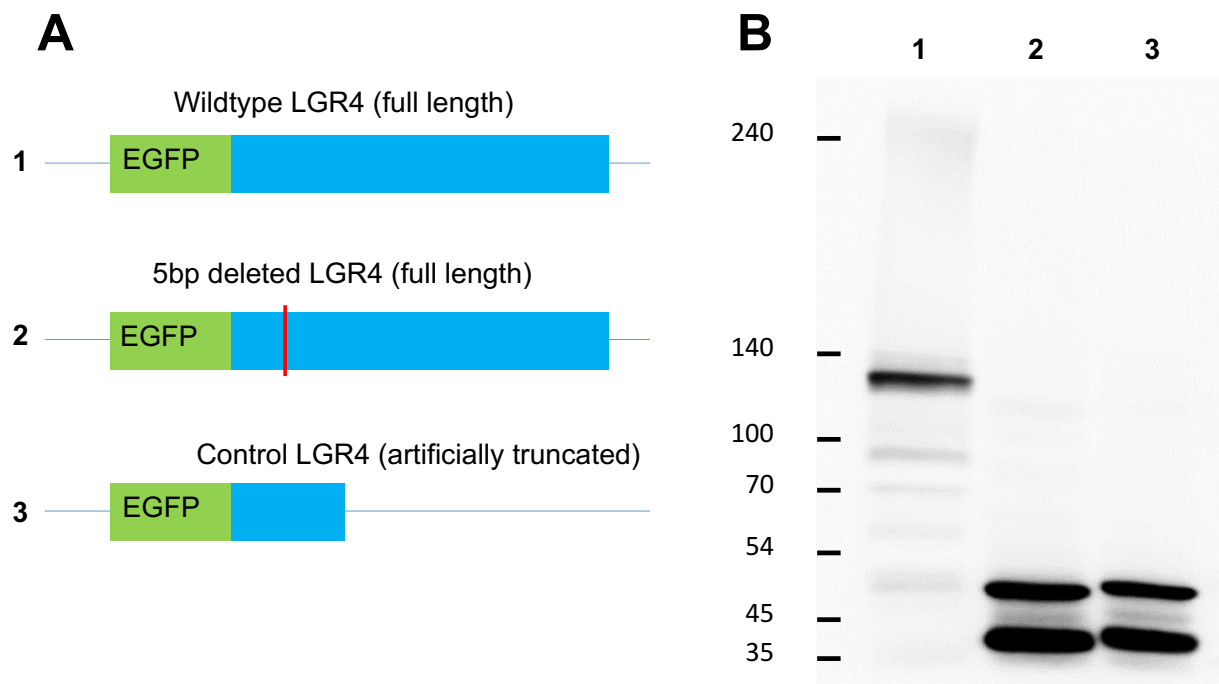 A
Wildtype LGR4 (full length)
1
EGFP
5bp deleted LGR4 (full length)
2
EGFP
Control LGR4 (artificially truncated)
3
EGFP
B
1 2 3
240
140
100
70
54
45
35